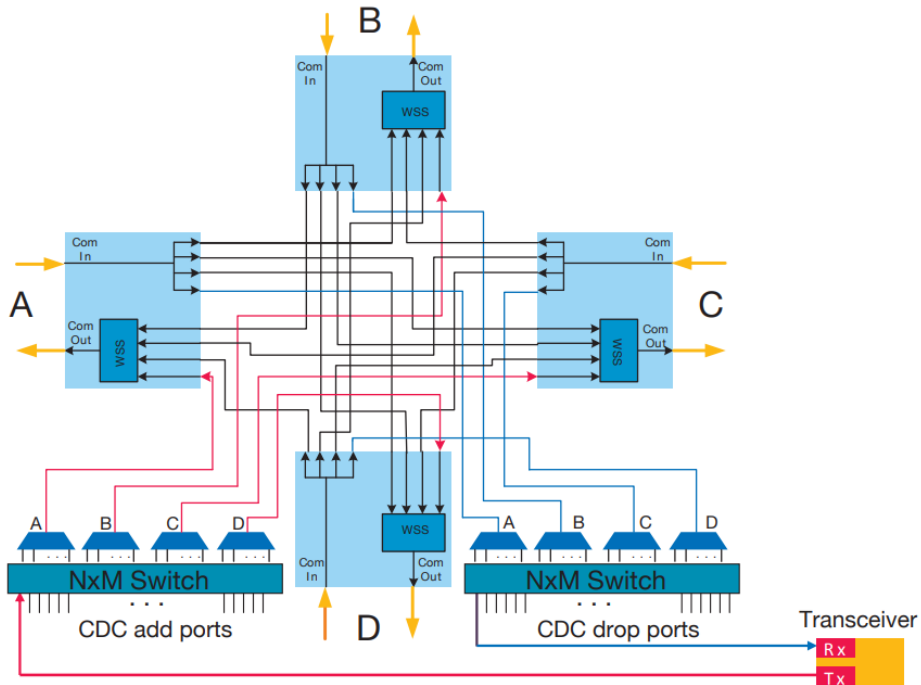 B
Com
In
Com
Out
WSS
Com
In
Com
In
A
C
Com
Out
WSS
WSS
Com
Out
A
B
C
D
WSS
A
B
C
D
NxM Switch
Com
In
Com
Out
NxM Switch
. . .
. . .
CDC add ports
D
CDC drop ports
Transceiver
Rx
Tx